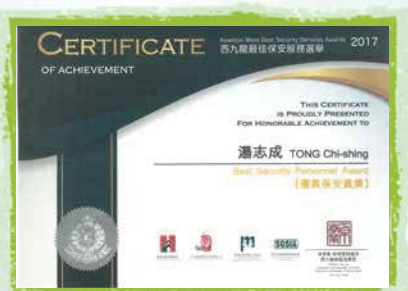 CERTIFICATE
OF ACHIEVEMENT
Kowloon West Best Security Services Awards 2017
西九龍最佳保安服務選舉
THIS CERTIFICATE
IS PROUDLY PRESENTED
FOR HONORABLE ACHIEVEMENT TO
湯志成 TONG Chi-shing
Best Security Personnel Award
【優異保安員獎】
SGSIA